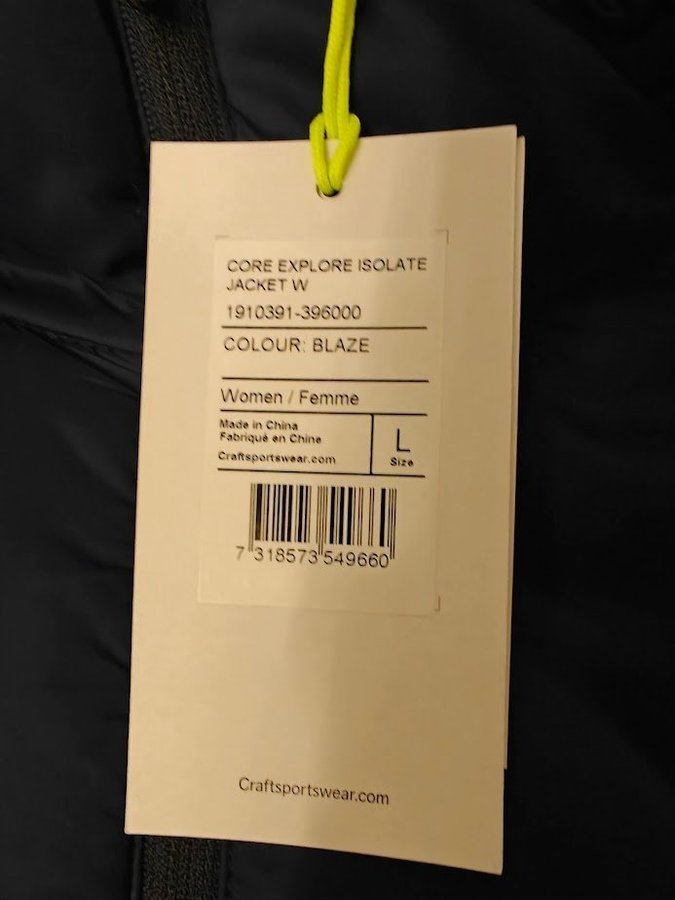 CORE EXPLORE ISOLATE
JACKET W
1910391-396000
COLOUR: BLAZE
Women / Femme
Made in China
Fabriqué en Chine
Craftsportswear.com
L
Size
7 318573 549660
Craftsportswear.com